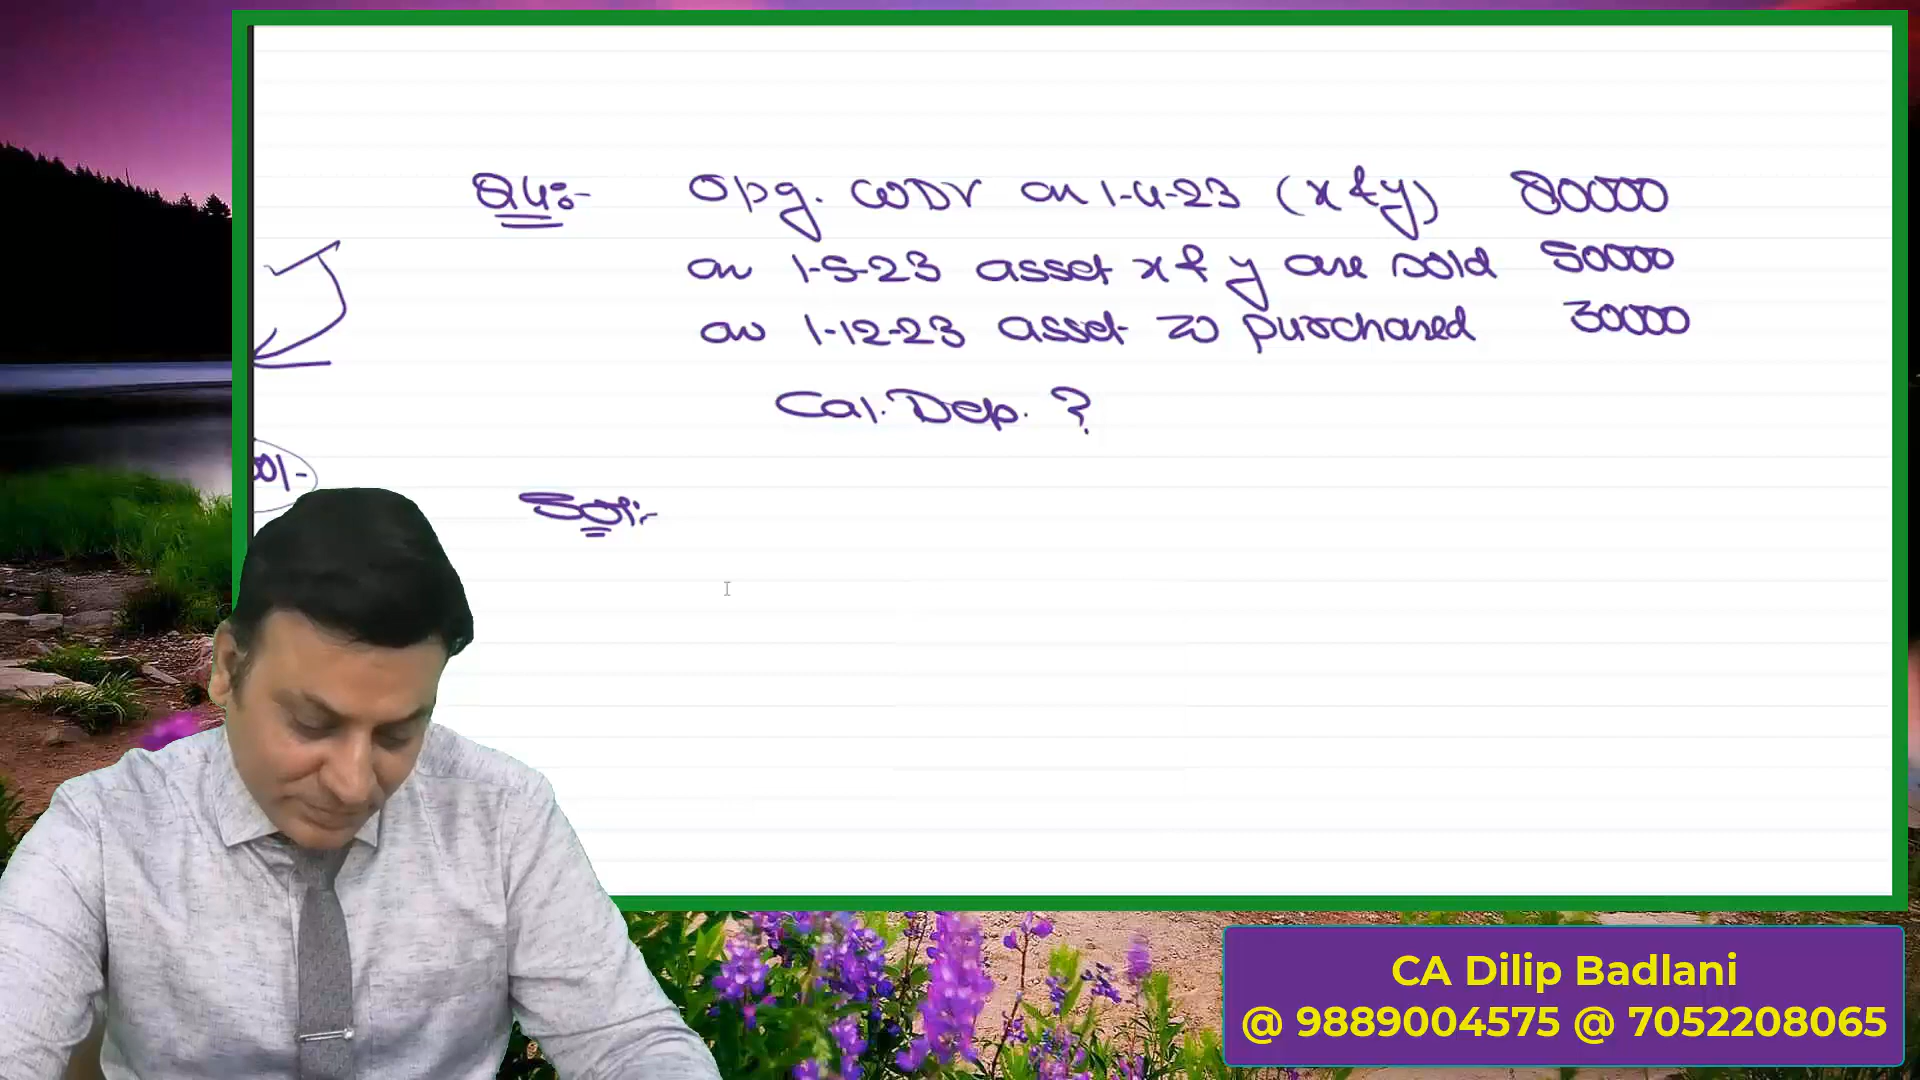 Q4:- Opg. WDV on 1-4-23 (x & y) 80000
on 1-5-23 asset x & y are sold 50000
on 1-12-23 asset z purchased 30000
Cal. Dep. ?
00/-
Sol:-
CA Dilip Badlani
@ 9889004575 @ 7052208065